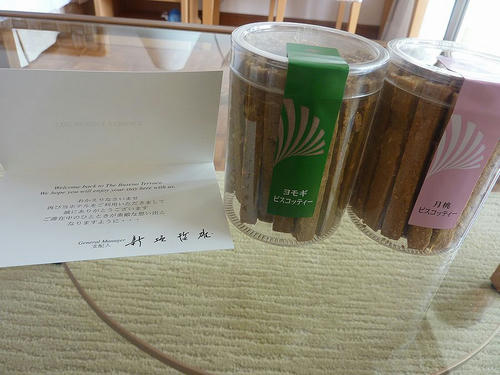 Welcome back to The Busena Terrace.
We hope you will enjoy your stay here with us.
おかえりなさいませ
再び当ホテルをご利用いただきまして
誠にありがとうございます
ご滞在中のひとときが素敵な思い出と
なりますように・・・
General Manager
支配人
ヨモギ
ビスコッティー
月桃
ビスコッティー